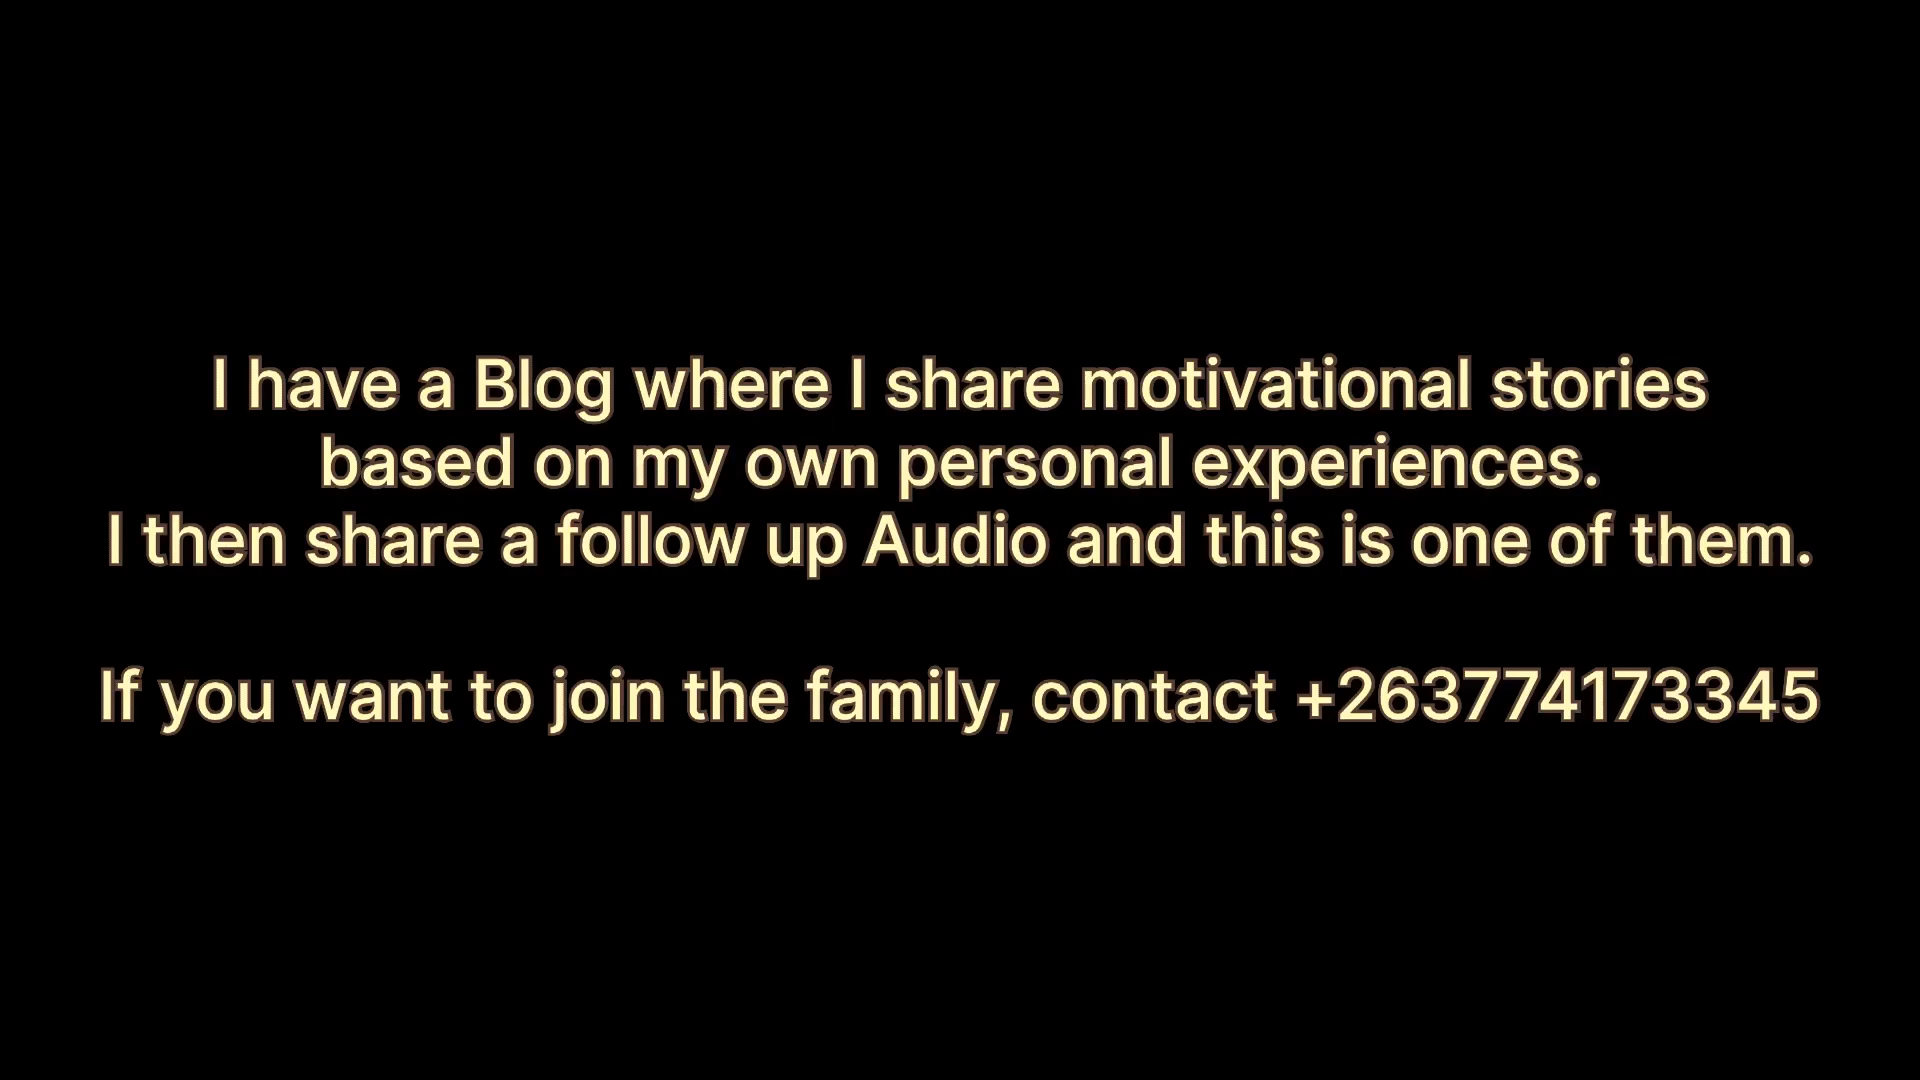 I have a Blog where I share motivational stories
based on my own personal experiences.
I then share a follow up Audio and this is one of them.
If you want to join the family, contact +263774173345